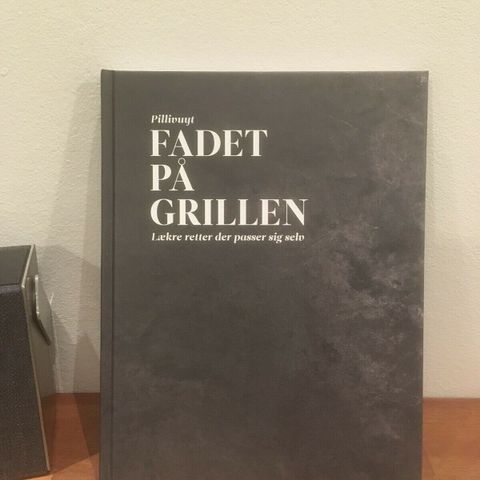 Pillivuyt
FADET
PÅ
GRILLEN
Lækre retter der passer sig selv